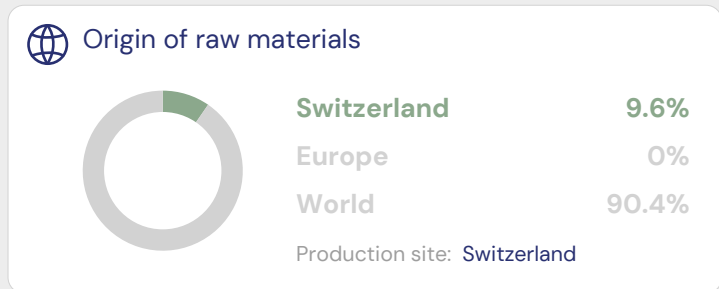 Origin of raw materials
Switzerland 9.6%
Europe 0%
World 90.4%
Production site: Switzerland